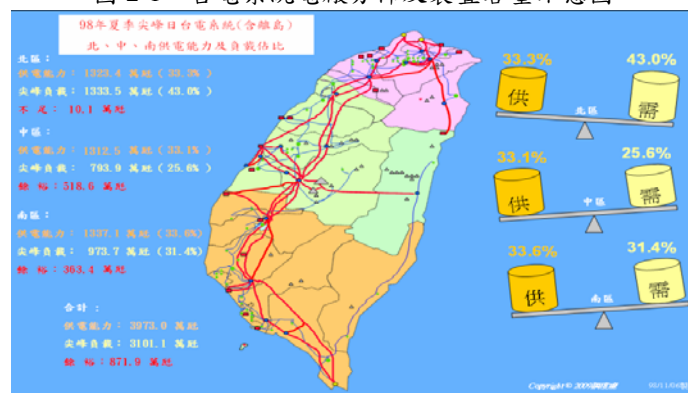 98年夏季尖峰日台電系統(含離島)
北、中、南供電能力及負載佔比
北區：
供電能力：1323.4 萬瓩 (33.3%)
尖峰負載：1333.5 萬瓩 (43.0%)
不足：10.1 萬瓩
中區：
供電能力：1312.5 萬瓩 (33.1%)
尖峰負載：793.9 萬瓩 (25.6%)
餘裕：518.6 萬瓩
南區：
供電能力：1337.1 萬瓩 (33.6%)
尖峰負載：973.7 萬瓩 (31.4%)
餘裕：363.4 萬瓩
合計：
供電能力：3973.0 萬瓩
尖峰負載：3101.1 萬瓩
餘裕：871.9 萬瓩
33.3%
43.0%
供
需
北區
33.1%
25.6%
供
需
中區
33.6%
31.4%
供
需
南區